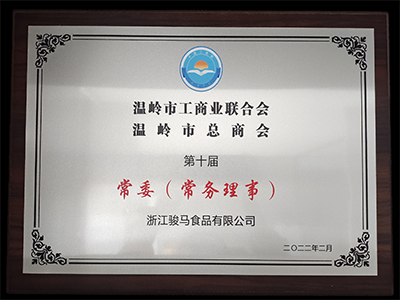 温岭市工商业联合会
温岭市总商会
第十届
常委（常务理事）
浙江骏马食品有限公司
二〇二二年二月